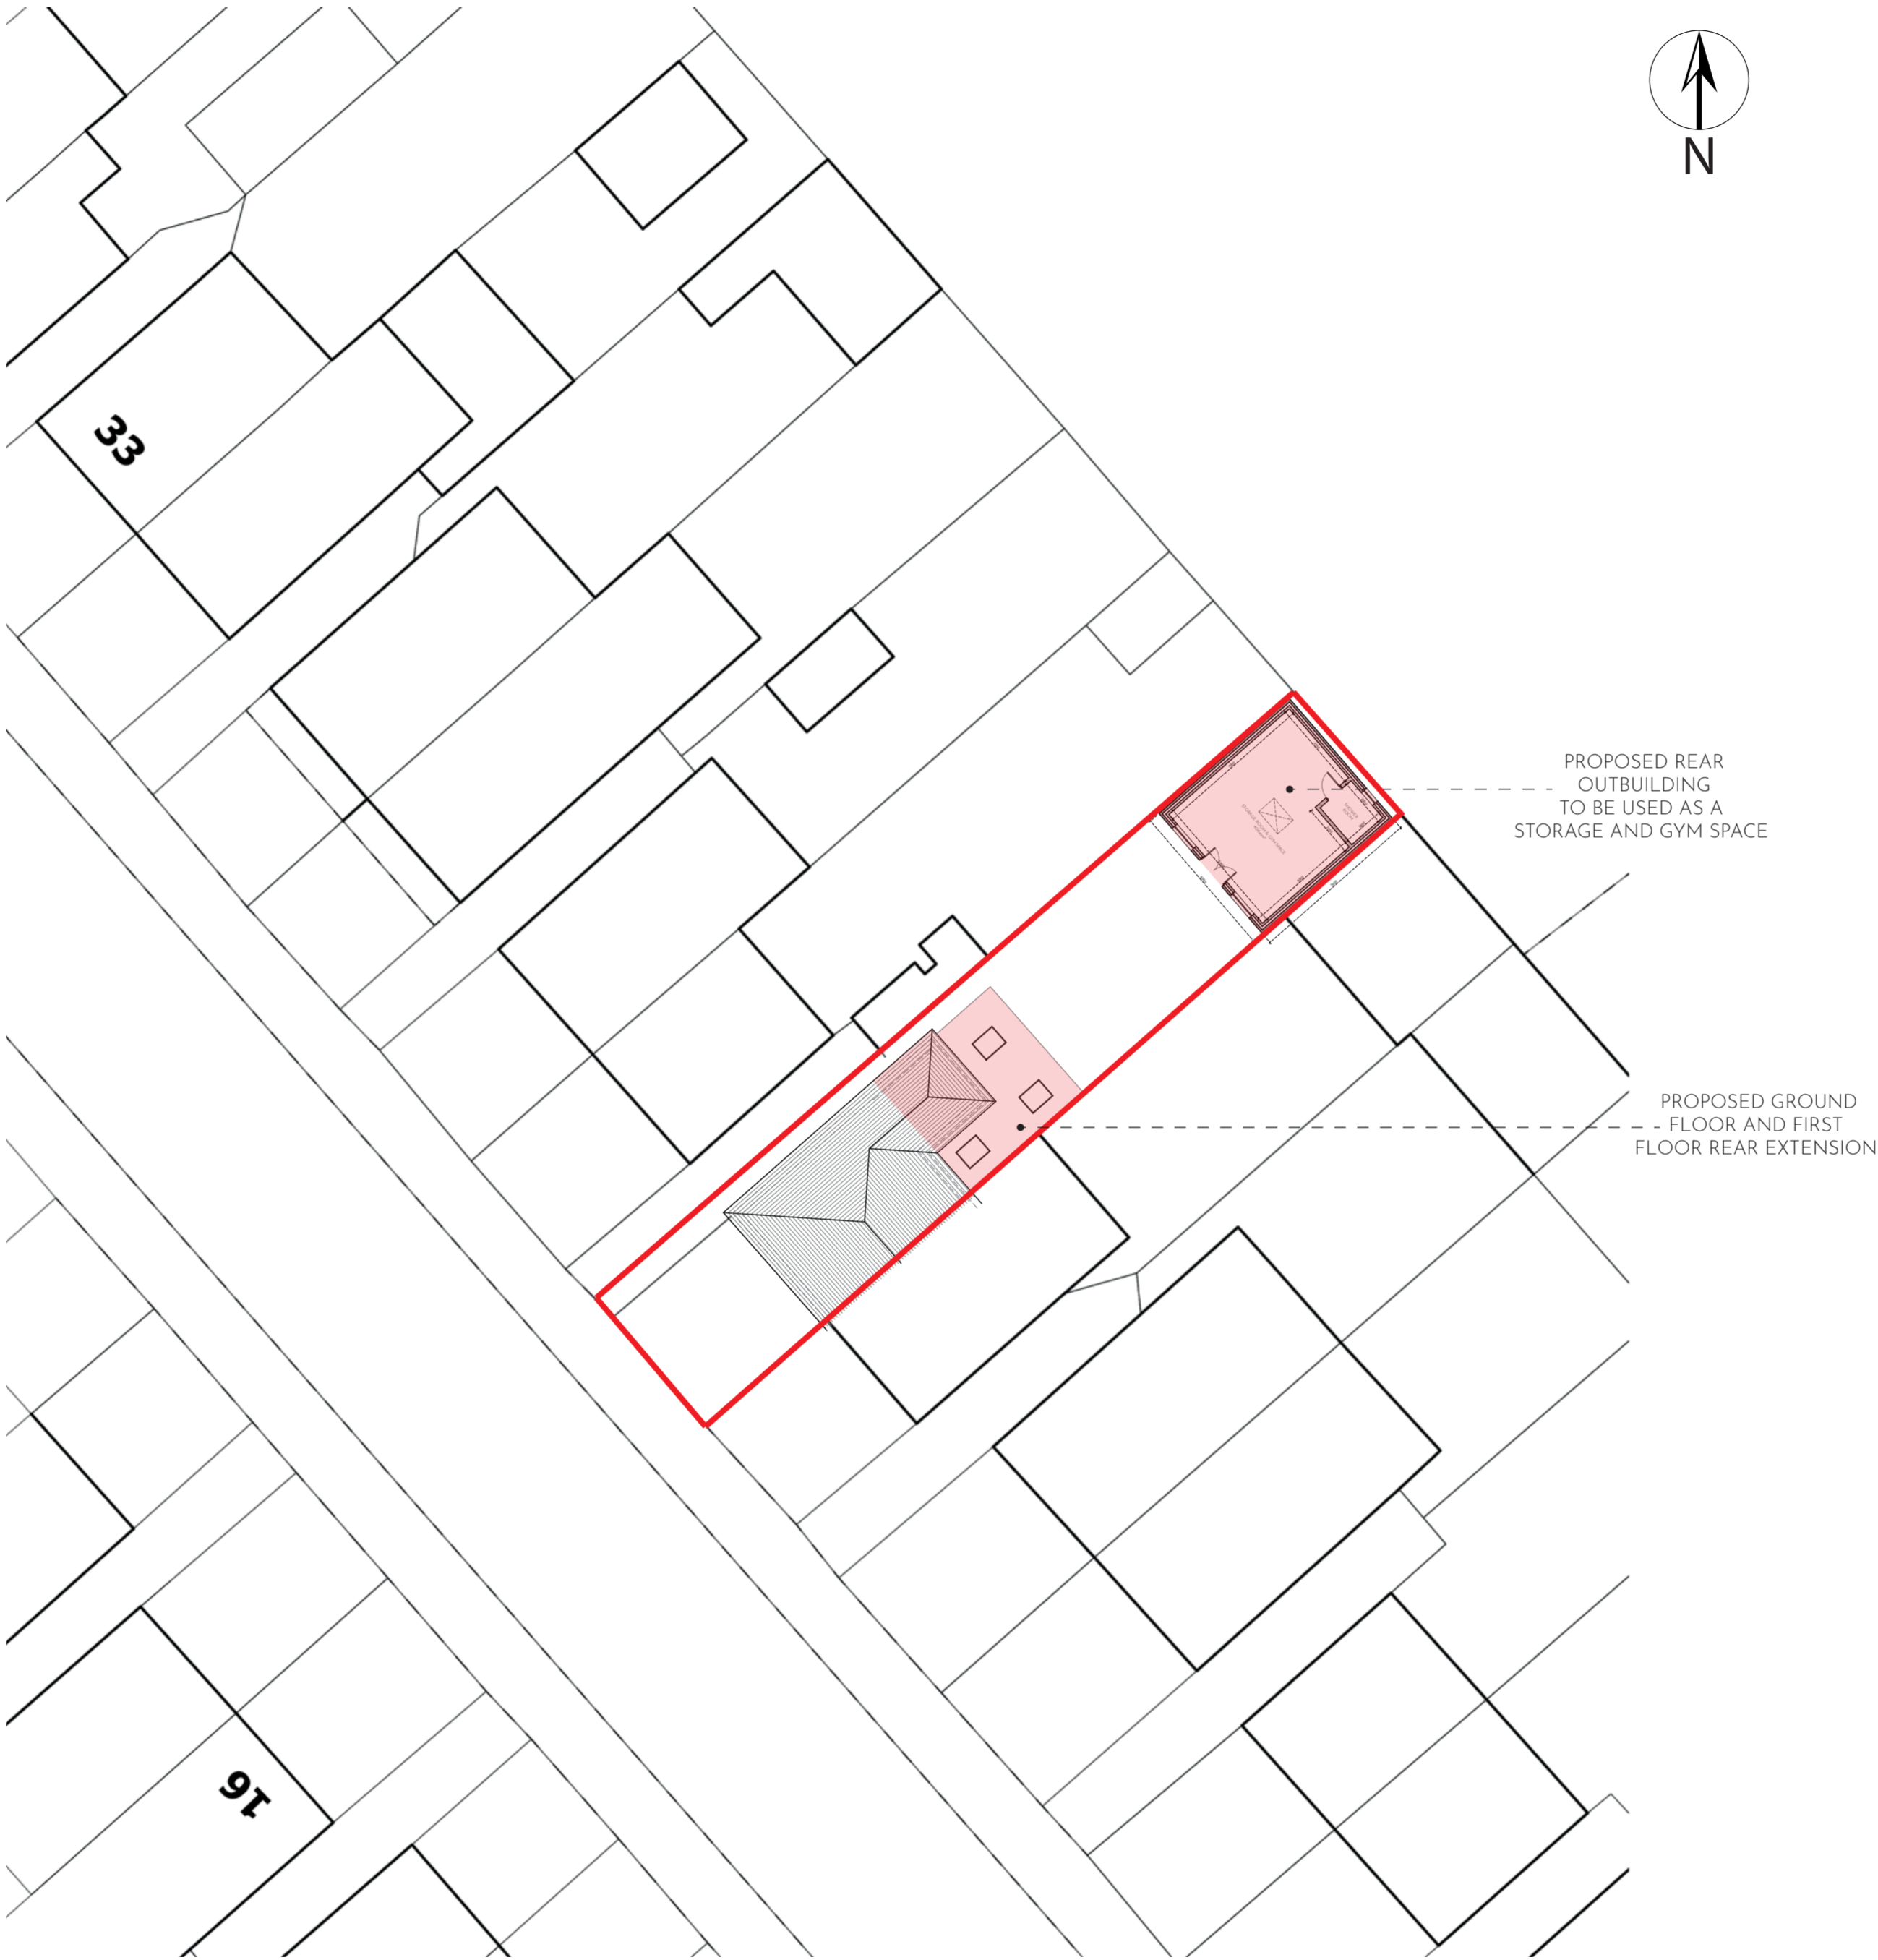 N
33
PROPOSED REAR
OUTBUILDING
TO BE USED AS A
STORAGE AND GYM SPACE
PROPOSED GROUND
FLOOR AND FIRST
FLOOR REAR EXTENSION
16